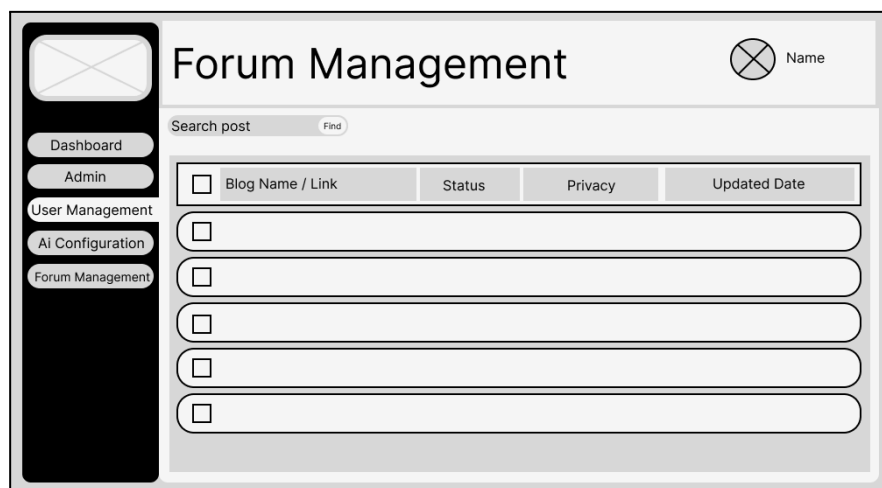 Forum Management
Name
Dashboard
Admin
User Management
Ai Configuration
Forum Management
Search post
Find
Blog Name / Link
Status
Privacy
Updated Date